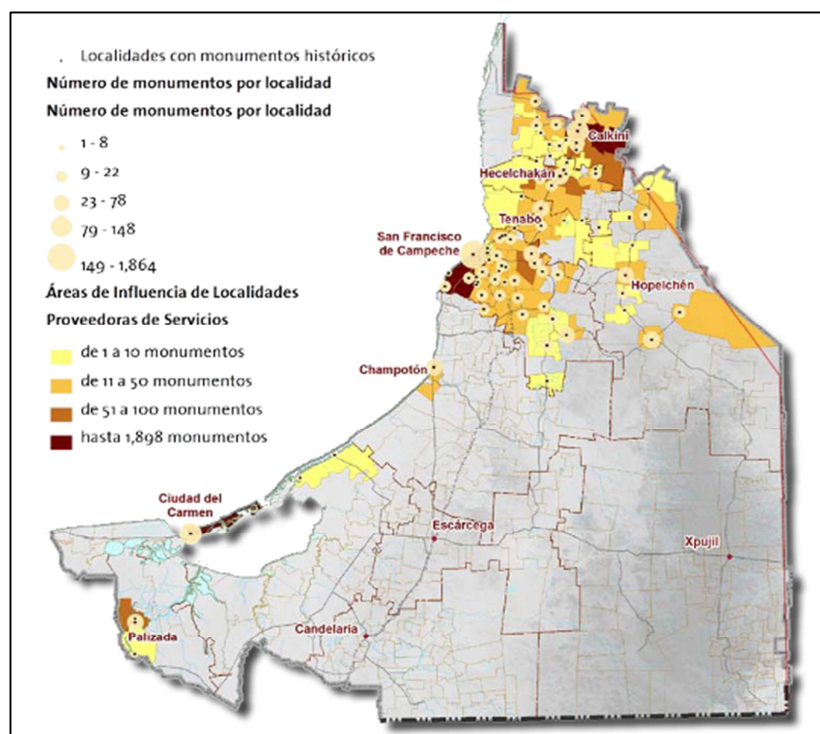 Localidades con monumentos históricos
Número de monumentos por localidad
Número de monumentos por localidad
1 - 8
9 - 22
23 - 78
79 - 148
149 - 1,864
Áreas de Influencia de Localidades
Proveedoras de Servicios
de 1 a 10 monumentos
de 11 a 50 monumentos
de 51 a 100 monumentos
hasta 1,898 monumentos
Calkiní
Hecelchakán
Tenabo
San Francisco
de Campeche
Hopelchén
Champotón
Ciudad del
Carmen
Escárcega
Xpujil
Palizada
Candelaria